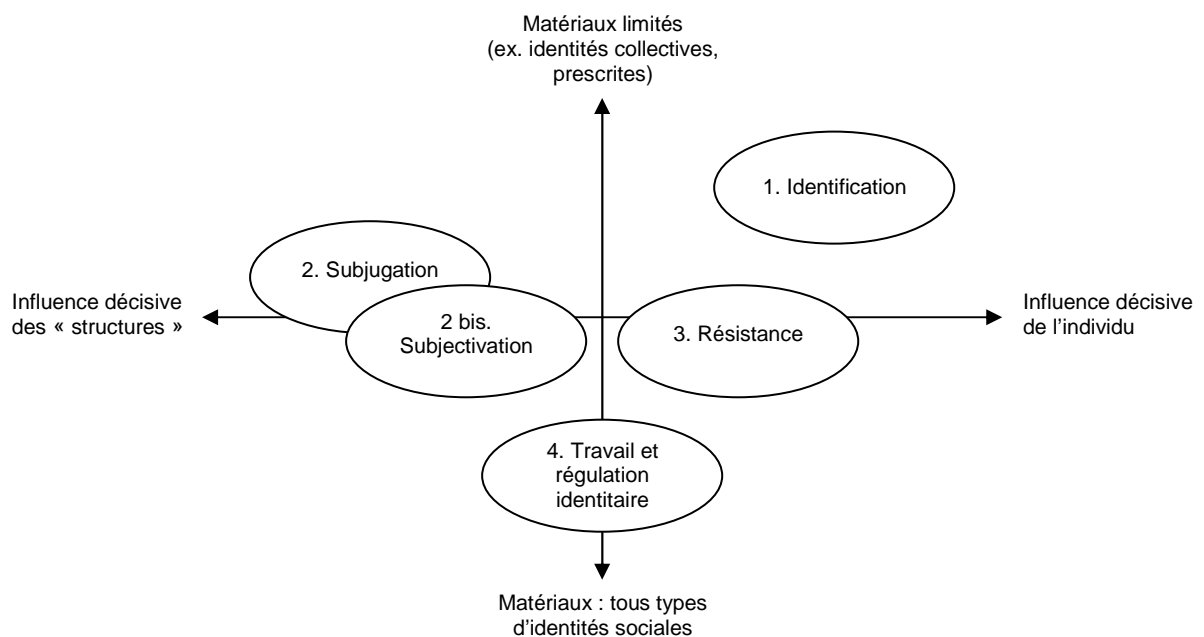 Matériaux limités
(ex. identités collectives,
prescrites)
1. Identification
2. Subjugation
Influence décisive
des « structures »
2 bis.
Subjectivation
3. Résistance
Influence décisive
de l’individu
4. Travail et
régulation
identitaire
Matériaux : tous types
d’identités sociales